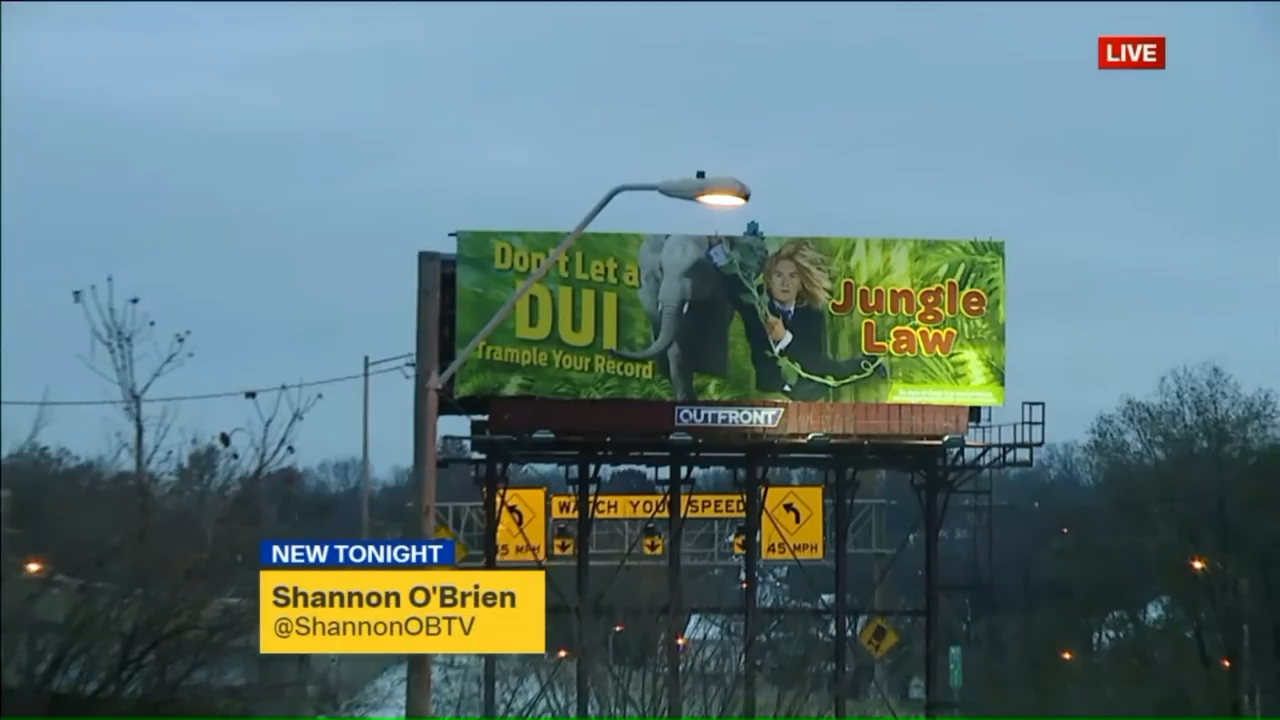 LIVE
Don't Let a
DUI
Trample Your Record
Jungle
Law
OUTFRONT
WATCH YOUR SPEED
45 MPH
45 MPH
NEW TONIGHT
Shannon O'Brien
@ShannonOBTV